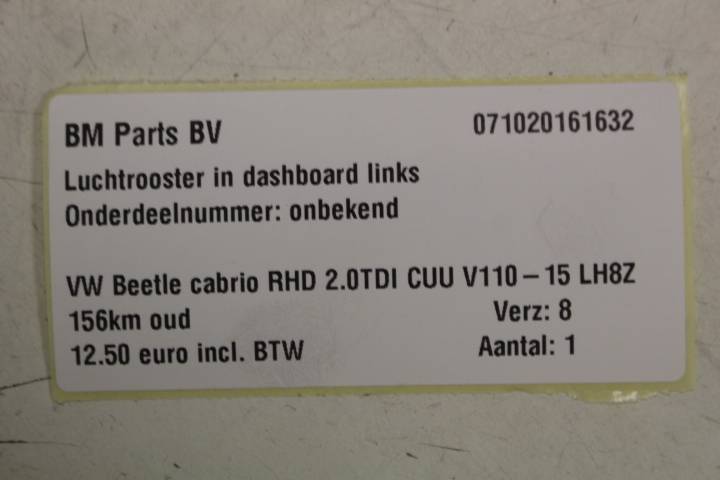 BM Parts BV 071020161632
Luchtrooster in dashboard links
Onderdeelnummer: onbekend
VW Beetle cabrio RHD 2.0TDI CUU V110 – 15 LH8Z
156km oud Verz: 8
12.50 euro incl. BTW Aantal: 1